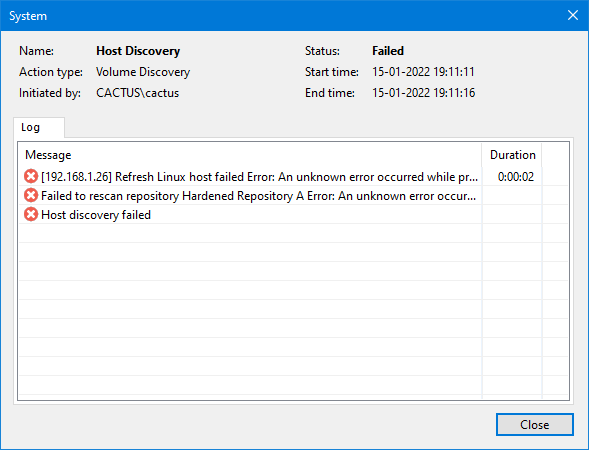 System
Name: Host Discovery Status: Failed
Action type: Volume Discovery Start time: 15-01-2022 19:11:11
Initiated by: CACTUS\cactus End time: 15-01-2022 19:11:16
Log
Message Duration
[192.168.1.26] Refresh Linux host failed Error: An unknown error occurred while pr... 0:00:02
Failed to rescan repository Hardened Repository A Error: An unknown error occur...
Host discovery failed
Close